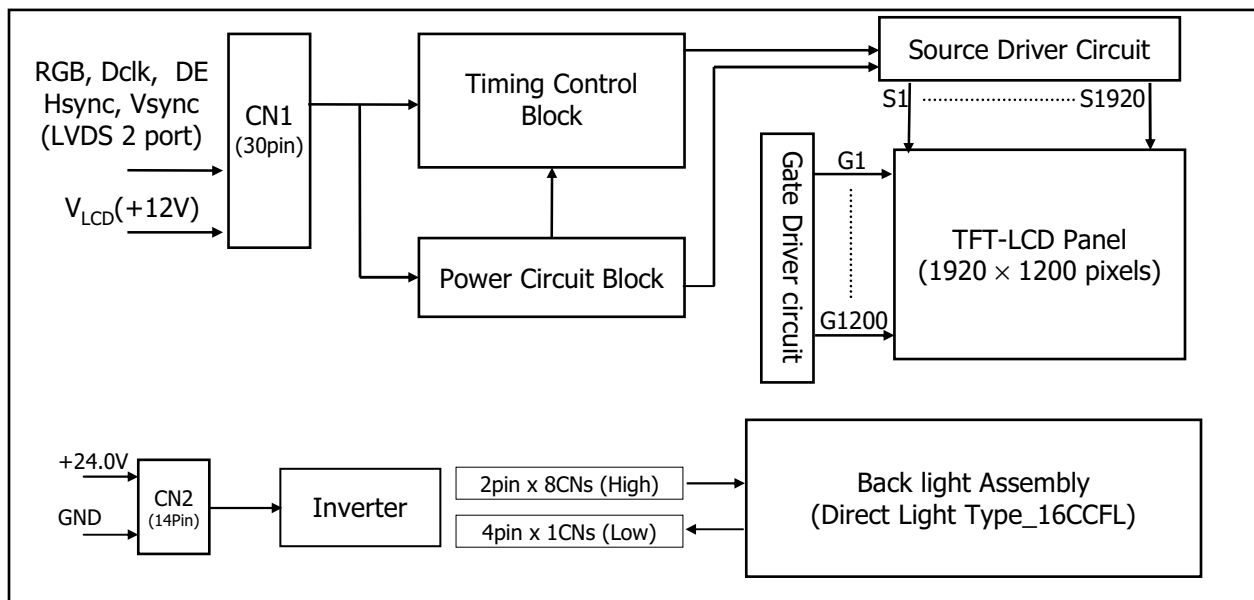 RGB, Dclk, DE
Hsync, Vsync
(LVDS 2 port)
V_LCD(+12V)
CN1
(30pin)
Timing Control
Block
Power Circuit Block
Source Driver Circuit
S1
S1920
Gate Driver circuit
G1
G1200
TFT-LCD Panel
(1920 × 1200 pixels)
+24.0V
GND
CN2
(14Pin)
Inverter
2pin x 8CNs (High)
4pin x 1CNs (Low)
Back light Assembly
(Direct Light Type_16CCFL)